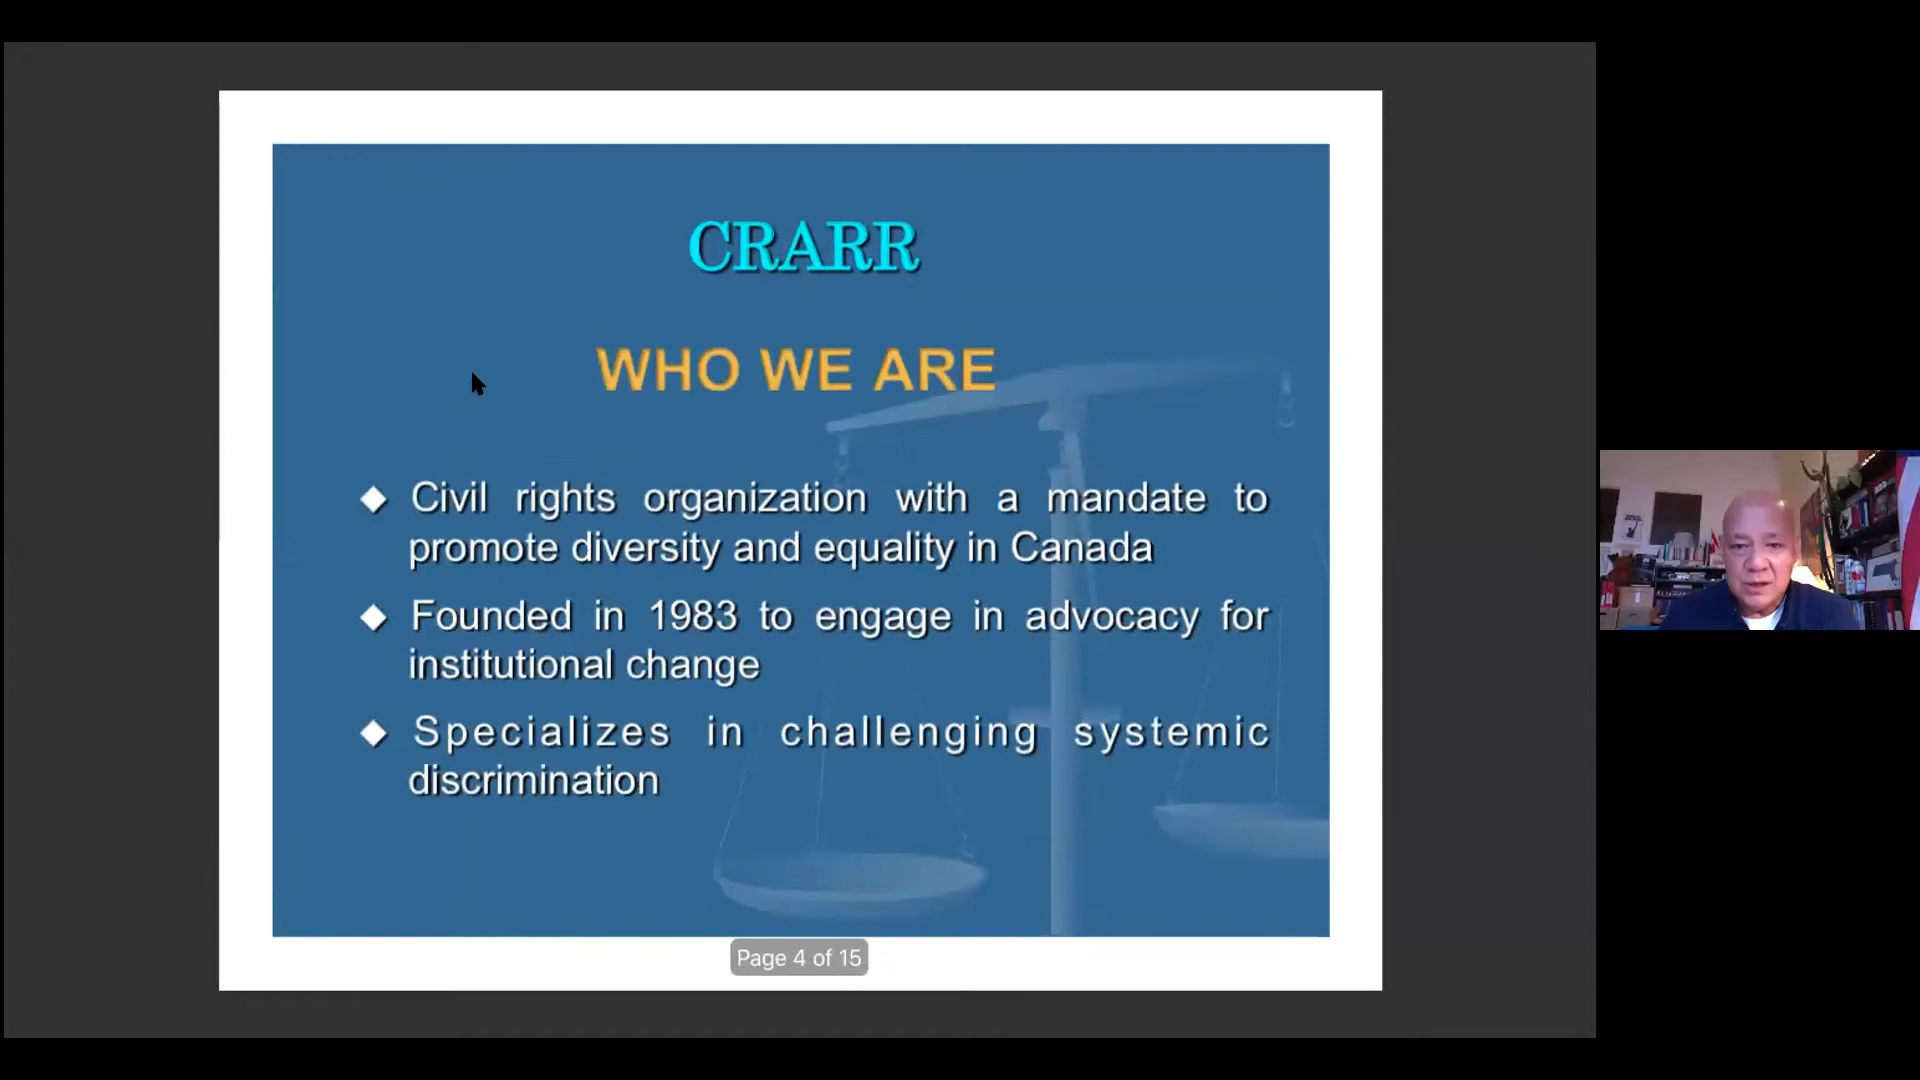 CRARR
WHO WE ARE
Civil rights organization with a mandate to
promote diversity and equality in Canada
Founded in 1983 to engage in advocacy for
institutional change
Specializes in challenging systemic
discrimination
Page 4 of 15